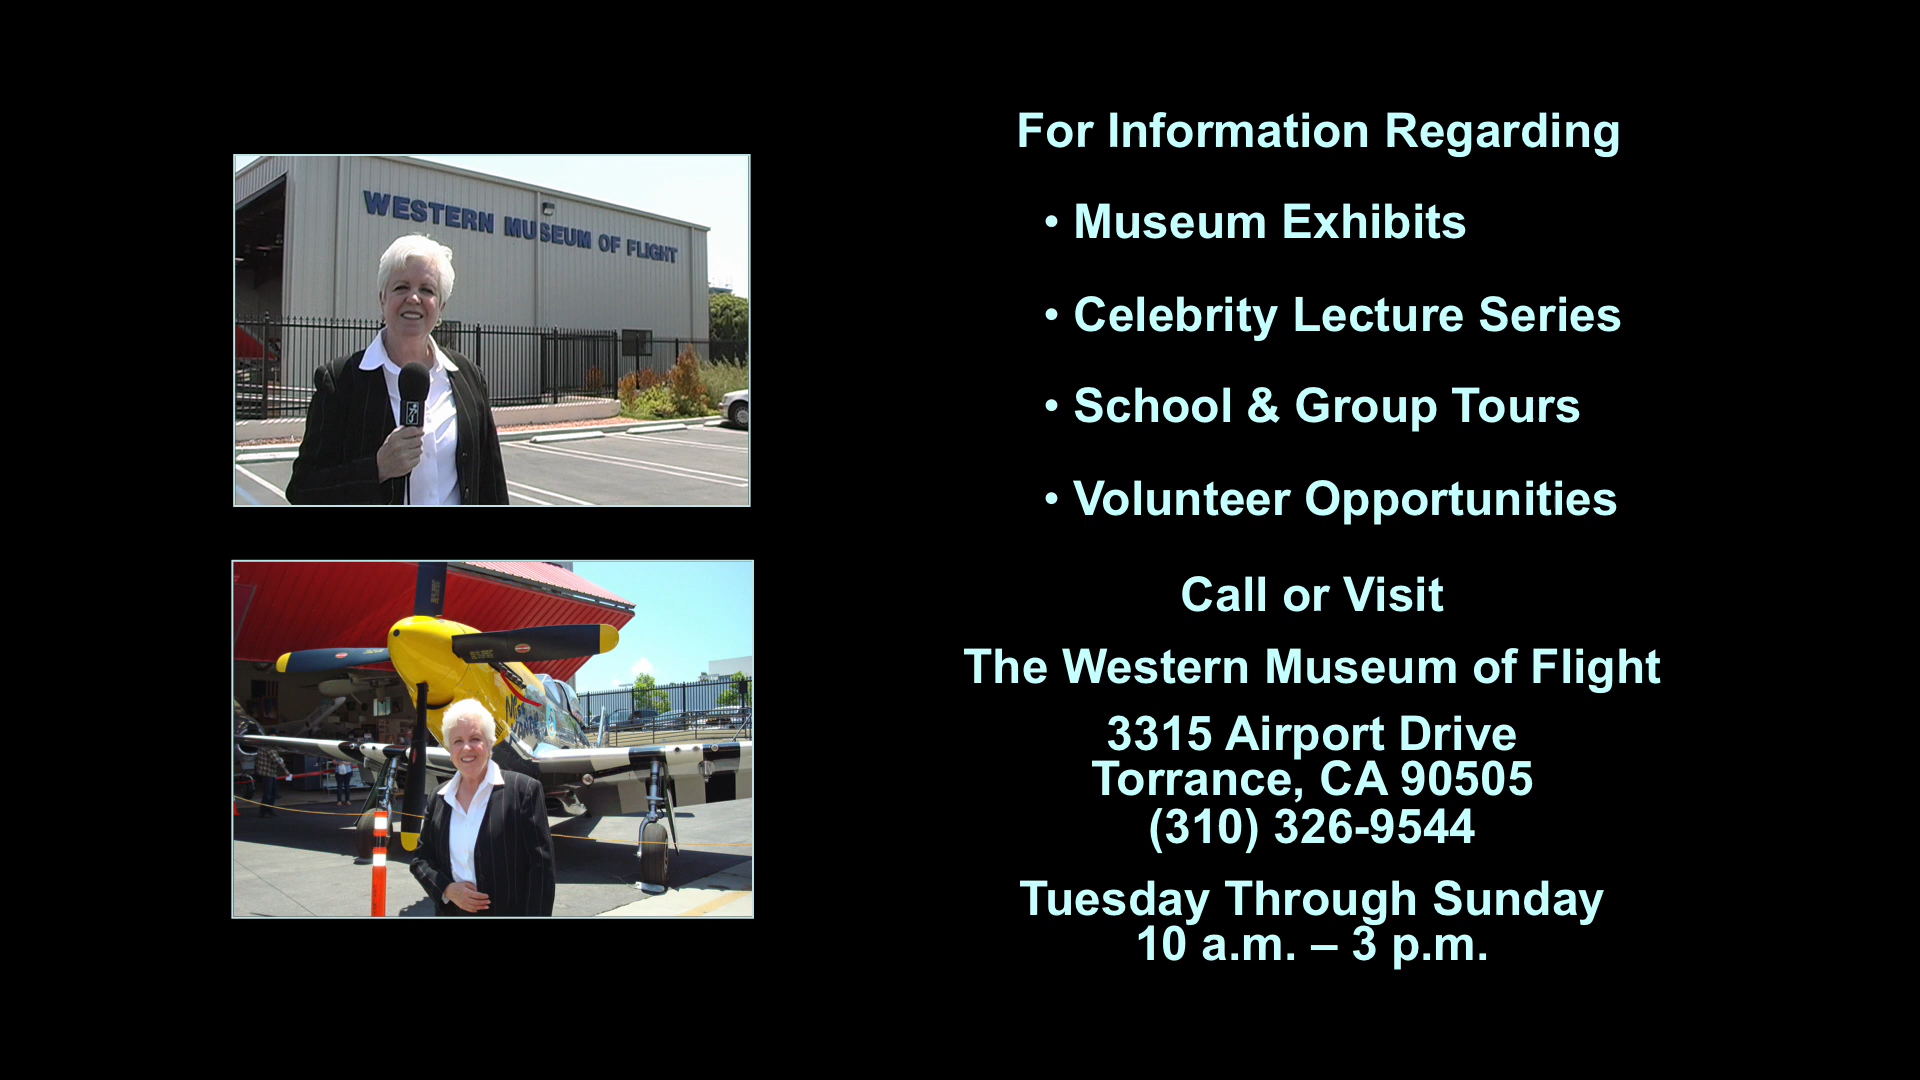 WESTERN MUSEUM OF FLIGHT
For Information Regarding
• Museum Exhibits
• Celebrity Lecture Series
• School & Group Tours
• Volunteer Opportunities
Call or Visit
The Western Museum of Flight
3315 Airport Drive
Torrance, CA 90505
(310) 326-9544
Tuesday Through Sunday
10 a.m. – 3 p.m.